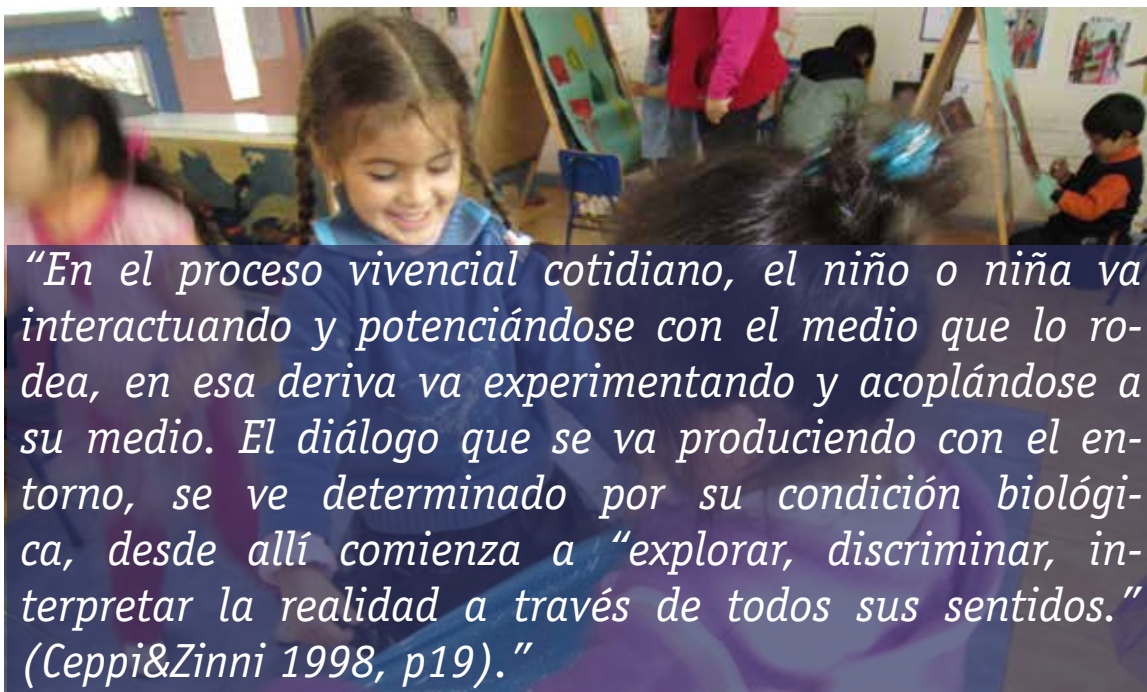 “En el proceso vivencial cotidiano, el niño o niña va
interactuando y potenciándose con el medio que lo ro-
dea, en esa deriva va experimentando y acoplándose a
su medio. El diálogo que se va produciendo con el en-
torno, se ve determinado por su condición biológi-
ca, desde allí comienza a “explorar, discriminar, in-
terpretar la realidad a través de todos sus sentidos.”
(Ceppi&Zinni 1998, p19).”